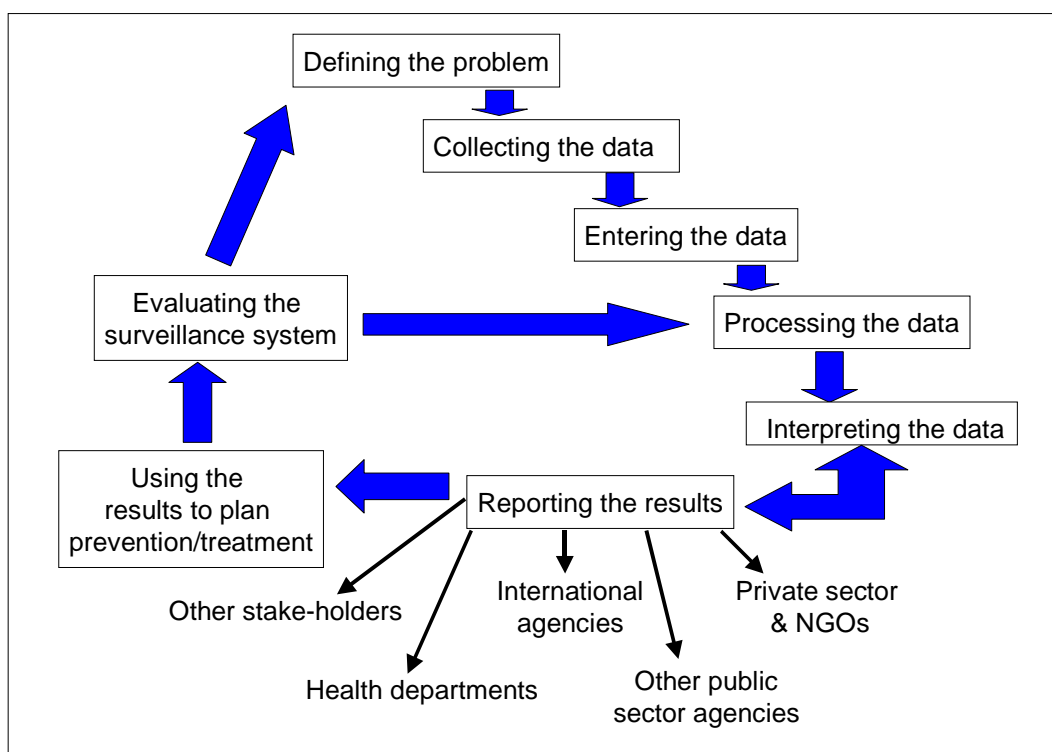 Defining the problem
Collecting the data
Entering the data
Evaluating the
surveillance system
Processing the data
Interpreting the data
Using the
results to plan
prevention/treatment
Reporting the results
Other stake-holders
International
agencies
Private sector
& NGOs
Health departments
Other public
sector agencies